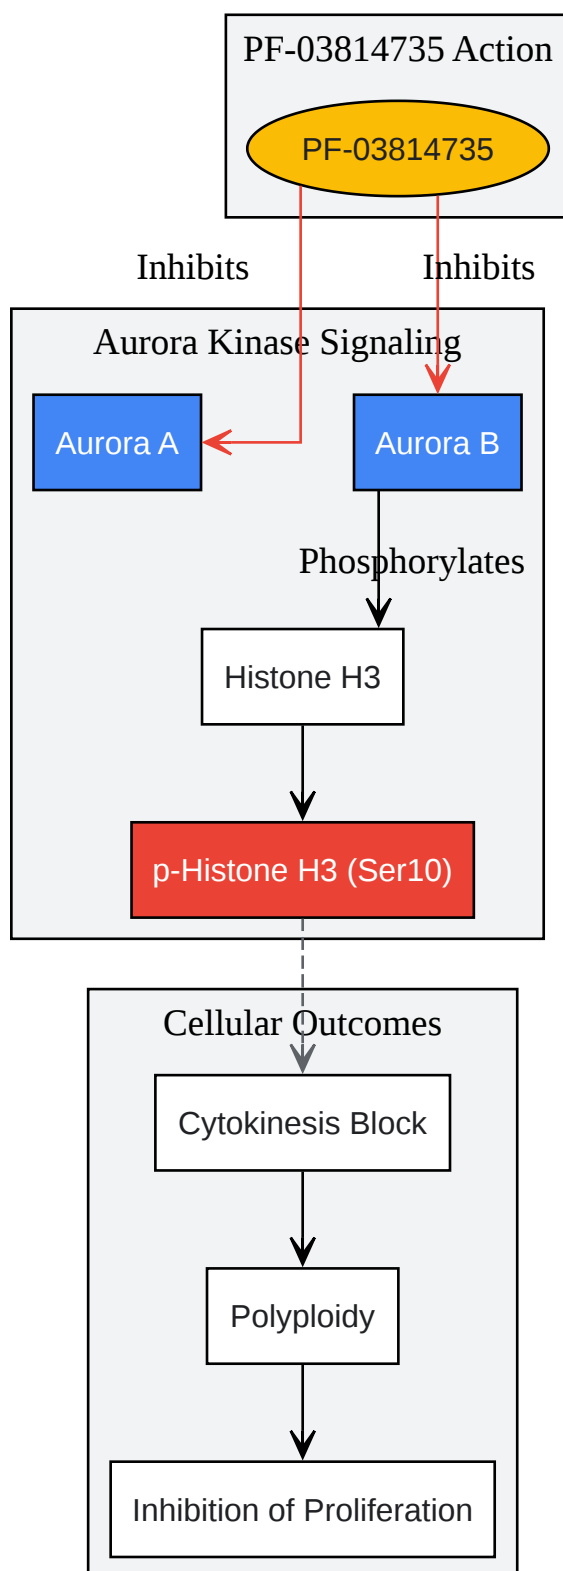 PF-03814735 Action
PF-03814735
Inhibits
Inhibits
Aurora Kinase Signaling
Aurora A
Aurora B
Phosphorylates
Histone H3
p-Histone H3 (Ser10)
Cellular Outcomes
Cytokinesis Block
Polyploidy
Inhibition of Proliferation